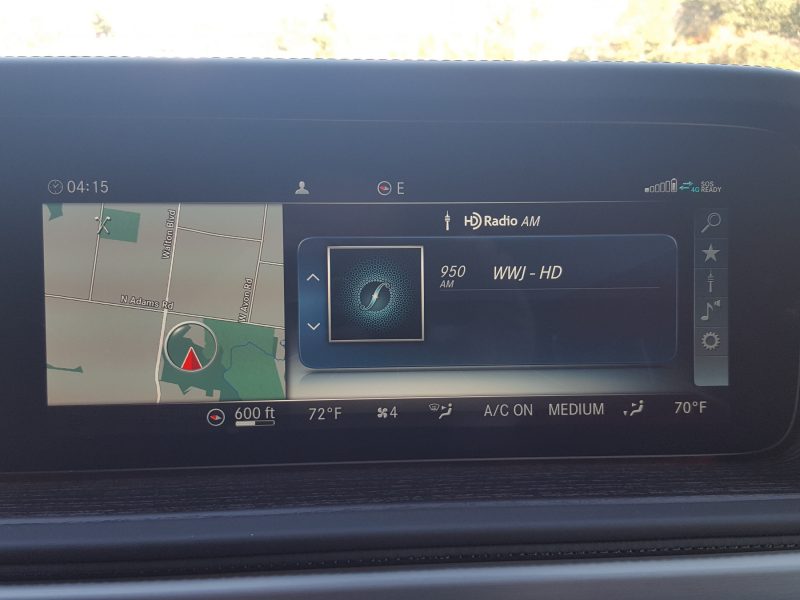 04:15
E
4G
SOS
READY
HD Radio AM
950
AM
WWJ - HD
Walton Blvd
N Adams Rd
W Avon Rd
600 ft
72°F
4
A/C ON
MEDIUM
70°F